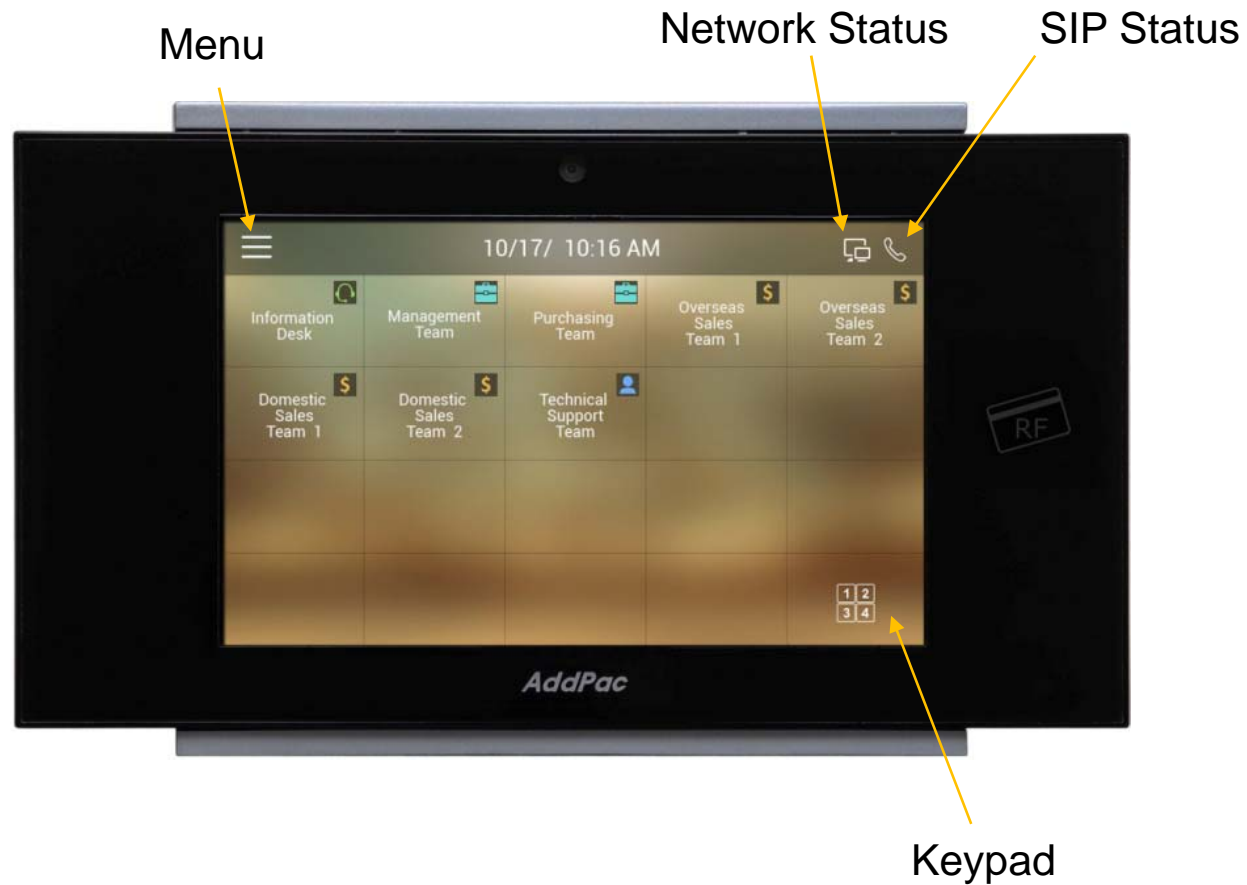 Menu
Network Status
SIP Status
10/17/ 10:16 AM
Information
Desk
Management
Team
Purchasing
Team
$
Overseas
Sales
Team 1
$
Overseas
Sales
Team 2
$
Domestic
Sales
Team 1
$
Domestic
Sales
Team 2
Technical
Support
Team
RF
1 2
3 4
AddPac
Keypad